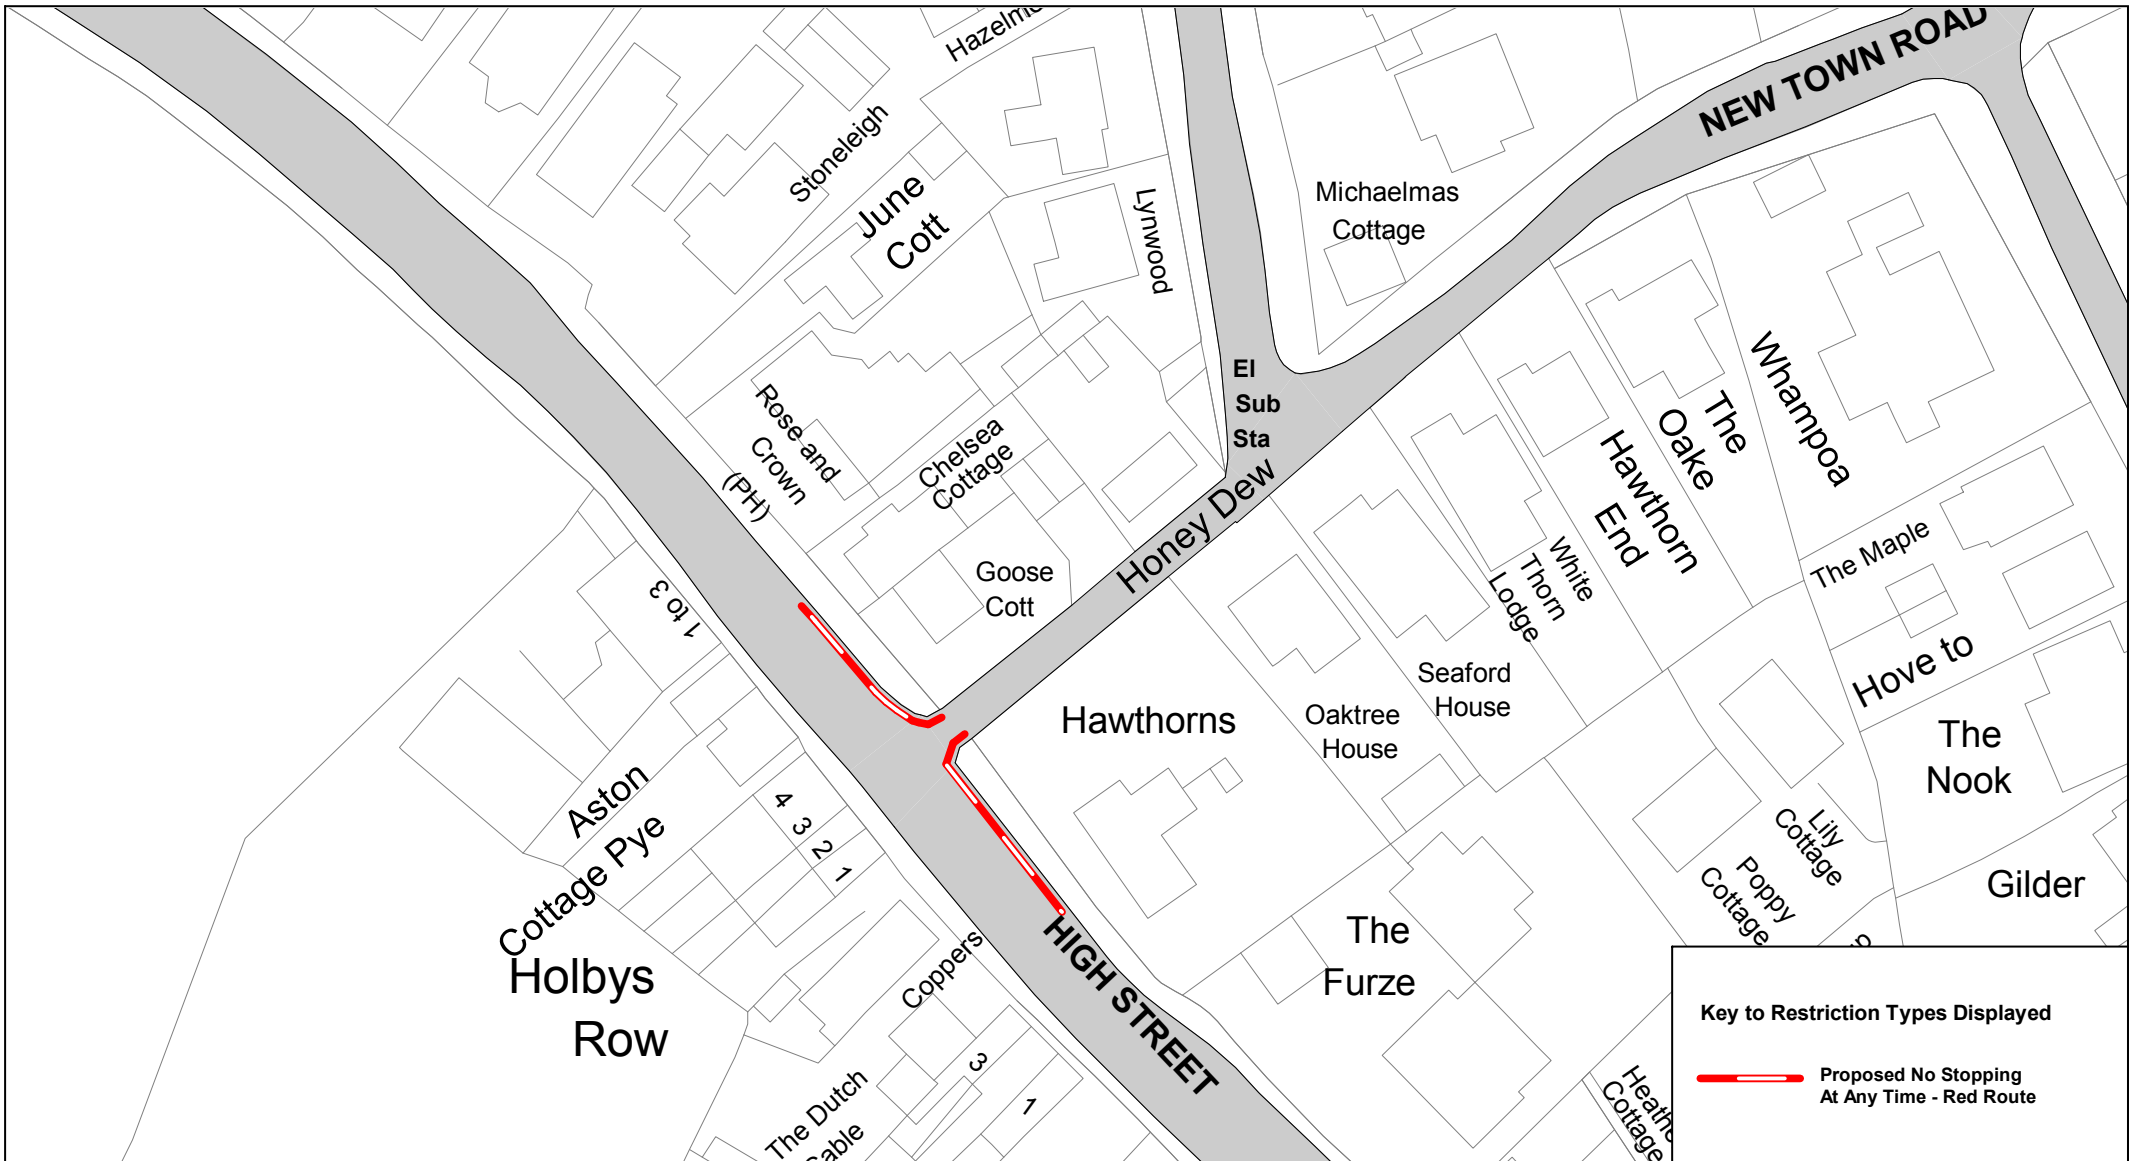 NEW TOWN ROAD
Stoneleigh
June
Cott
Lynwood
Michaelmas
Cottage
El
Sub
Sta
Honey Dew
Rose and
Crown
(PH)
Chelsea
Cottage
Goose
Cott
1 to 3
The
Oake
Whampoa
Hawthorn
End
White
Thorn
Lodge
The Maple
Hove to
Seaford
House
Oaktree
House
Hawthorns
The
Nook
Lily
Cottage
Poppy
Cottage
Gilder
Aston
Cottage Pye
4
3
2
1
Holbys
Row
Coppers
HIGH STREET
The
Furze
The Dutch
3
1
Cottage
Key to Restriction Types Displayed
Proposed No Stopping
At Any Time - Red Route